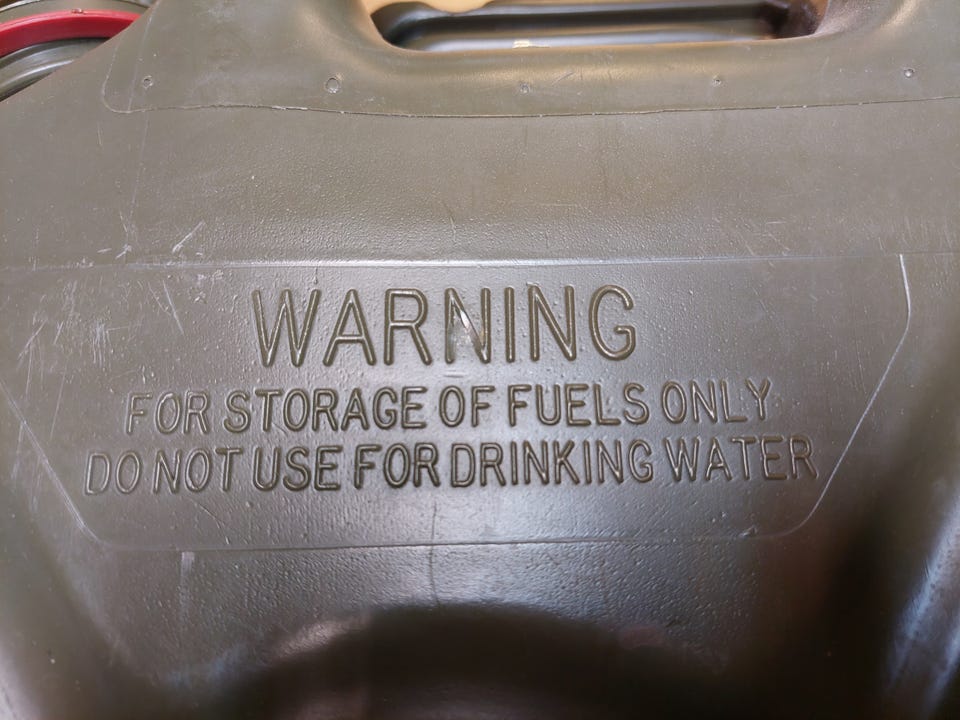 WARNING
FOR STORAGE OF FUELS ONLY
DO NOT USE FOR DRINKING WATER